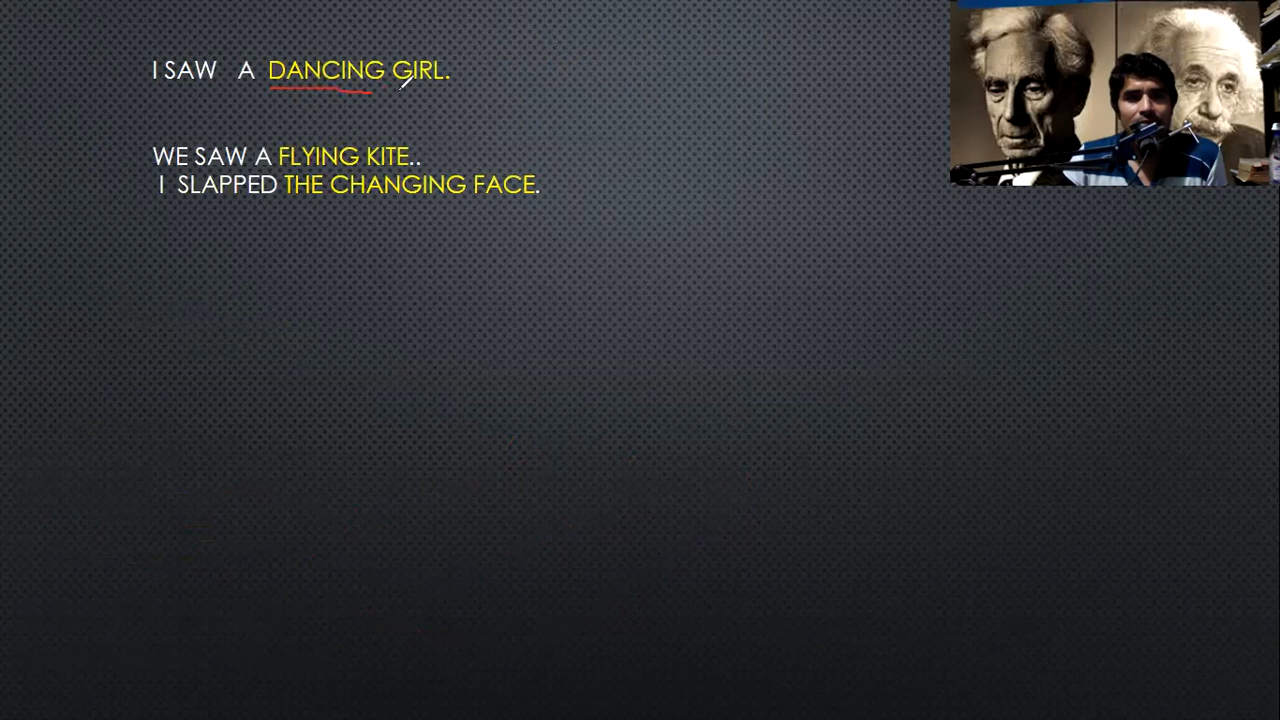 I SAW A DANCING GIRL.
WE SAW A FLYING KITE..
I SLAPPED THE CHANGING FACE.